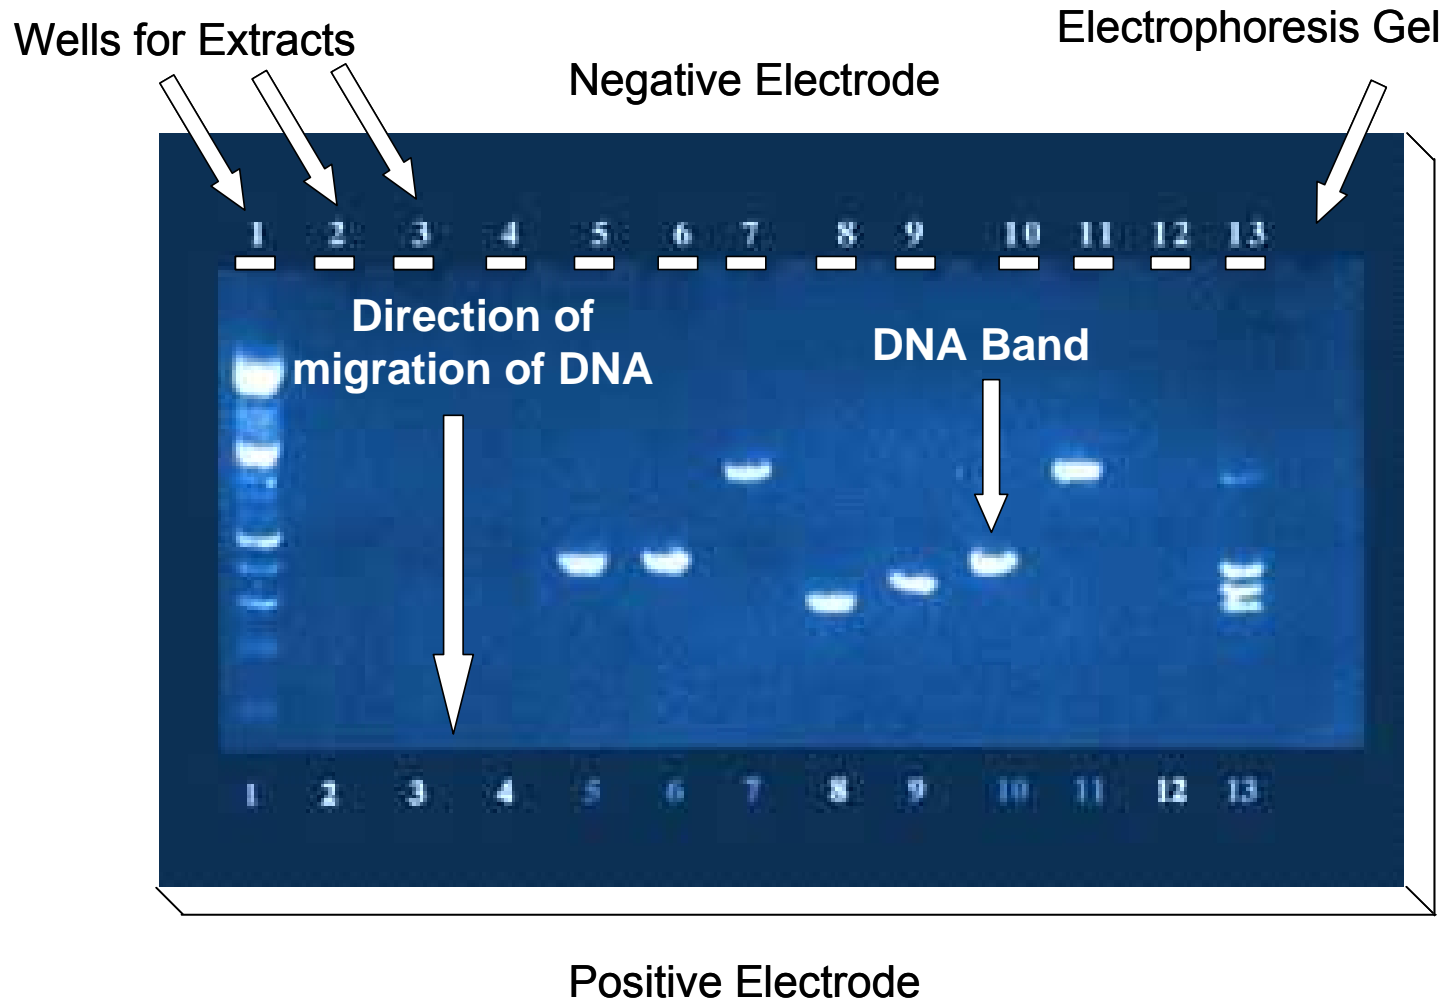 Wells for Extracts
Electrophoresis Gel
Negative Electrode
1 2 3 4 5 6 7 8 9 10 11 12 13
Direction of
migration of DNA
DNA Band
1 2 3 4 5 6 7 8 9 10 11 12 13
Positive Electrode